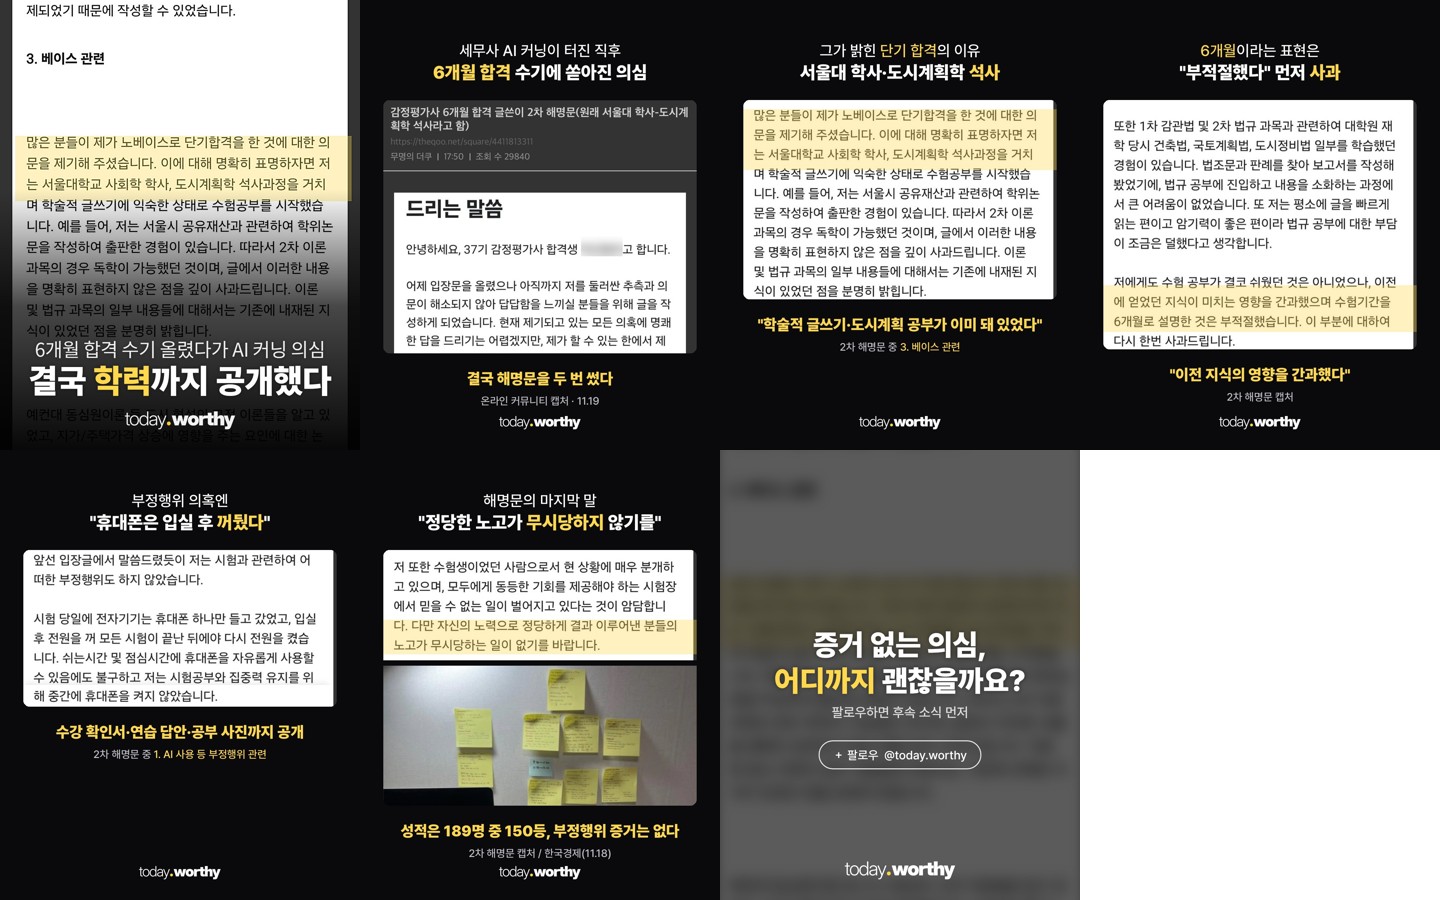 제되었기 때문에 작성할 수 있었습니다.
3. 베이스 관련
많은 분들이 제가 노베이스로 단기합격을 한 것에 대한 의
문을 제기해 주셨습니다. 이에 대해 명확히 표명하자면 저
는 서울대학교 사회학 학사, 도시계획학 석사과정을 거치
며 학술적 글쓰기에 익숙한 상태로 수험공부를 시작했습
니다. 예를 들어, 저는 서울시 공유재산과 관련하여 학위논
문을 작성하여 출판한 경험이 있습니다. 따라서 2차 이론
과목의 경우 독학이 가능했던 것이며, 글에서 이러한 내용
을 명확히 표현하지 않은 점을 깊이 사과드립니다. 이론
및 법규 과목의 일부 내용들에 대해서는 기존에 내재된 지
식이 있었던 점을 분명히 밝힙니다.
6개월 합격 수기 올렸다가 AI 커닝 의심
결국 학력까지 공개했다
today.worthy
세무사 AI 커닝이 터진 직후
6개월 합격 수기에 쏟아진 의심
감정평가사 6개월 합격 글쓴이 2차 해명문(원래 서울대 학사-도시계
획학 석사라고 함)
https://theqoo.net/square/4411813311
무명의 더쿠 | 17:50 | 조회 수 29840
드리는 말씀
안녕하세요, 37기 감정평가사 합격생 고 합니다.
어제 입장문을 올렸으나 아직까지 저를 둘러싼 추측과 의
문이 해소되지 않아 답답함을 느끼실 분들을 위해 글을 작
성하게 되었습니다. 현재 제기되고 있는 모든 의혹에 명쾌
한 답을 드리기는 어렵겠지만, 제가 할 수 있는 한에서 제
결국 해명문을 두 번 썼다
온라인 커뮤니티 캡처 · 11.19
today.worthy
그가 밝힌 단기 합격의 이유
서울대 학사·도시계획학 석사
많은 분들이 제가 노베이스로 단기합격을 한 것에 대한 의
문을 제기해 주셨습니다. 이에 대해 명확히 표명하자면 저
는 서울대학교 사회학 학사, 도시계획학 석사과정을 거치
며 학술적 글쓰기에 익숙한 상태로 수험공부를 시작했습
니다. 예를 들어, 저는 서울시 공유재산과 관련하여 학위논
문을 작성하여 출판한 경험이 있습니다. 따라서 2차 이론
과목의 경우 독학이 가능했던 것이며, 글에서 이러한 내용
을 명확히 표현하지 않은 점을 깊이 사과드립니다. 이론
및 법규 과목의 일부 내용들에 대해서는 기존에 내재된 지
식이 있었던 점을 분명히 밝힙니다.
"학술적 글쓰기·도시계획 공부가 이미 돼 있었다"
2차 해명문 중 3. 베이스 관련
today.worthy
6개월이라는 표현은
"부적절했다" 먼저 사과
또한 1차 감관법 및 2차 법규 과목과 관련하여 대학원 재
학 당시 건축법, 국토계획법, 도시정비법 일부를 학습했던
경험이 있습니다. 법조문과 판례를 찾아 보고서를 작성해
봤었기에, 법규 공부에 진입하고 내용을 소화하는 과정에
서 큰 어려움이 없었습니다. 또 저는 평소에 글을 빠르게
읽는 편이고 암기력이 좋은 편이라 법규 공부에 대한 부담
이 조금은 덜했다고 생각합니다.
저에게도 수험 공부가 결코 쉬웠던 것은 아니었으나, 이전
에 얻었던 지식이 미치는 영향을 간과했으며 수험기간을
6개월로 설명한 것은 부적절했습니다. 이 부분에 대하여
다시 한번 사과드립니다.
"이전 지식의 영향을 간과했다"
2차 해명문 캡처
today.worthy
부정행위 의혹엔
"휴대폰은 입실 후 꺼뒀다"
앞선 입장글에서 말씀드렸듯이 저는 시험과 관련하여 어
떠한 부정행위도 하지 않았습니다.
시험 당일에 전자기기는 휴대폰 하나만 들고 갔었고, 입실
후 전원을 꺼 모든 시험이 끝난 뒤에야 다시 전원을 켰습
니다. 쉬는시간 및 점심시간에 휴대폰을 자유롭게 사용할
수 있음에도 불구하고 저는 시험공부와 집중력 유지를 위
해 중간에 휴대폰을 켜지 않았습니다.
수강 확인서·연습 답안·공부 사진까지 공개
2차 해명문 중 1. AI 사용 등 부정행위 관련
today.worthy
해명문의 마지막 말
"정당한 노고가 무시당하지 않기를"
저 또한 수험생이었던 사람으로서 현 상황에 매우 분개하
고 있으며, 모두에게 동등한 기회를 제공해야 하는 시험장
에서 믿을 수 없는 일이 벌어지고 있다는 것이 암담합니
다. 다만 자신의 노력으로 정당하게 결과 이루어낸 분들의
노고가 무시당하는 일이 없기를 바랍니다.
성적은 189명 중 150등, 부정행위 증거는 없다
2차 해명문 캡처 / 한국경제(11.18)
today.worthy
증거 없는 의심,
어디까지 괜찮을까요?
팔로우하면 후속 소식 먼저
+ 팔로우 @today.worthy
today.worthy